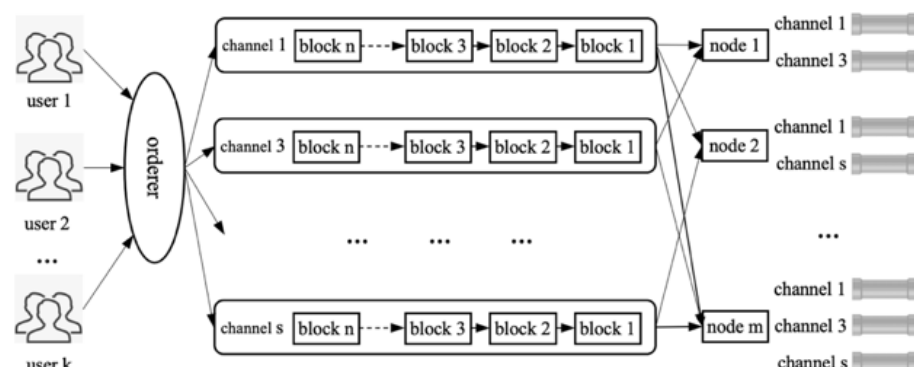 user 1
user 2
...
user k
orderer
channel 1 block n block 3 block 2 block 1
channel 3 block n block 3 block 2 block 1
... ... ...
channel s block n block 3 block 2 block 1
node 1
node 2
node m
channel 1
channel 3
channel 1
channel s
...
channel 1
channel 3
channel s